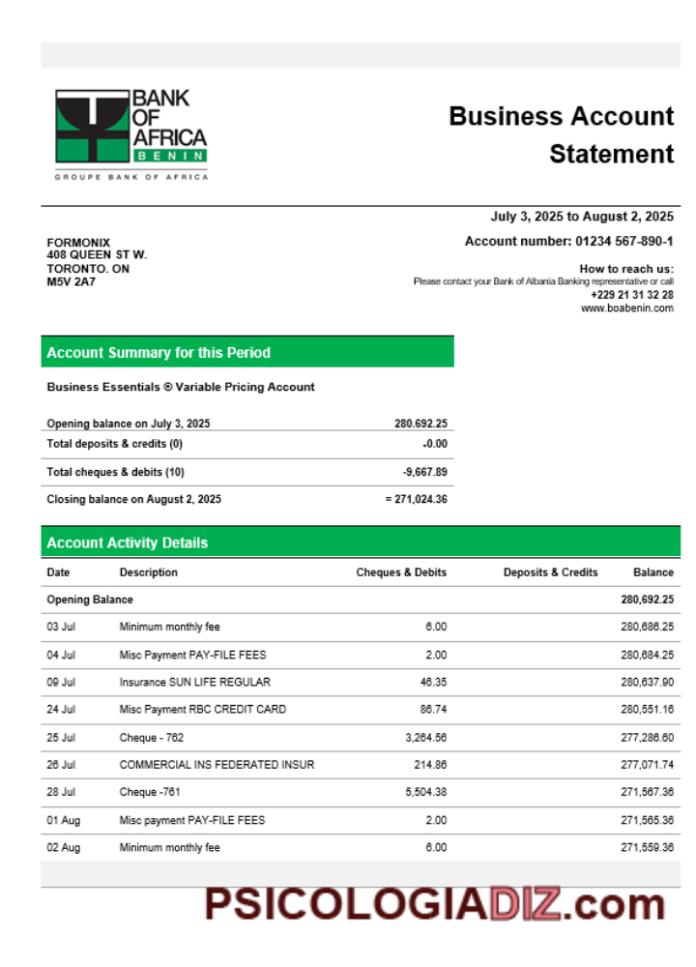 BANK
OF
AFRICA
BENIN
GROUPE BANK OF AFRICA
Business Account
Statement
July 3, 2025 to August 2, 2025
Account number: 01234 567-890-1
FORMONIX
408 QUEEN ST W.
TORONTO. ON
M5V 2A7
How to reach us:
Please contact your Bank of Albania Banking representative or call
+229 21 31 32 28
www.boabenin.com
Account Summary for this Period
Business Essentials ® Variable Pricing Account
Opening balance on July 3, 2025 280.692.25
Total deposits & credits (0) -0.00
Total cheques & debits (10) -9,667.89
Closing balance on August 2, 2025 = 271,024.36
Account Activity Details
Date Description Cheques & Debits Deposits & Credits Balance
Opening Balance 280,692.25
03 Jul Minimum monthly fee 6.00 280,686.25
04 Jul Misc Payment PAY-FILE FEES 2.00 280,684.25
09 Jul Insurance SUN LIFE REGULAR 46.35 280,637.90
24 Jul Misc Payment RBC CREDIT CARD 86.74 280,551.16
25 Jul Cheque - 762 3,264.56 277,286.60
26 Jul COMMERCIAL INS FEDERATED INSUR 214.86 277,071.74
28 Jul Cheque -761 5,504.38 271,567.36
01 Aug Misc payment PAY-FILE FEES 2.00 271,565.36
02 Aug Minimum monthly fee 6.00 271,559.36
PSICOLOGIADIZ.com